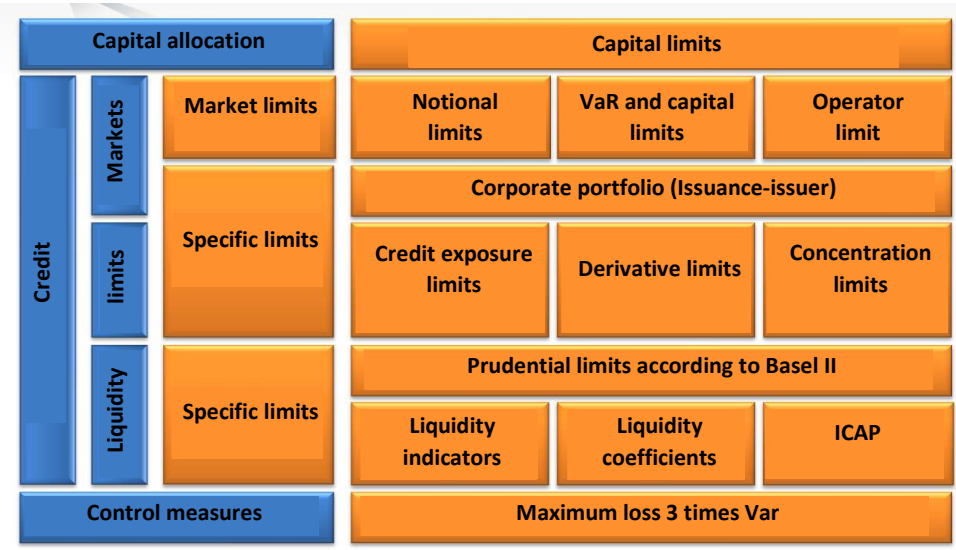 Capital allocation
Capital limits
Credit
Markets
Market limits
Notional
limits
VaR and capital
limits
Operator
limit
Corporate portfolio (Issuance-issuer)
limits
Specific limits
Credit exposure
limits
Derivative limits
Concentration
limits
Liquidity
Specific limits
Prudential limits according to Basel II
Liquidity
indicators
Liquidity
coefficients
ICAP
Control measures
Maximum loss 3 times Var